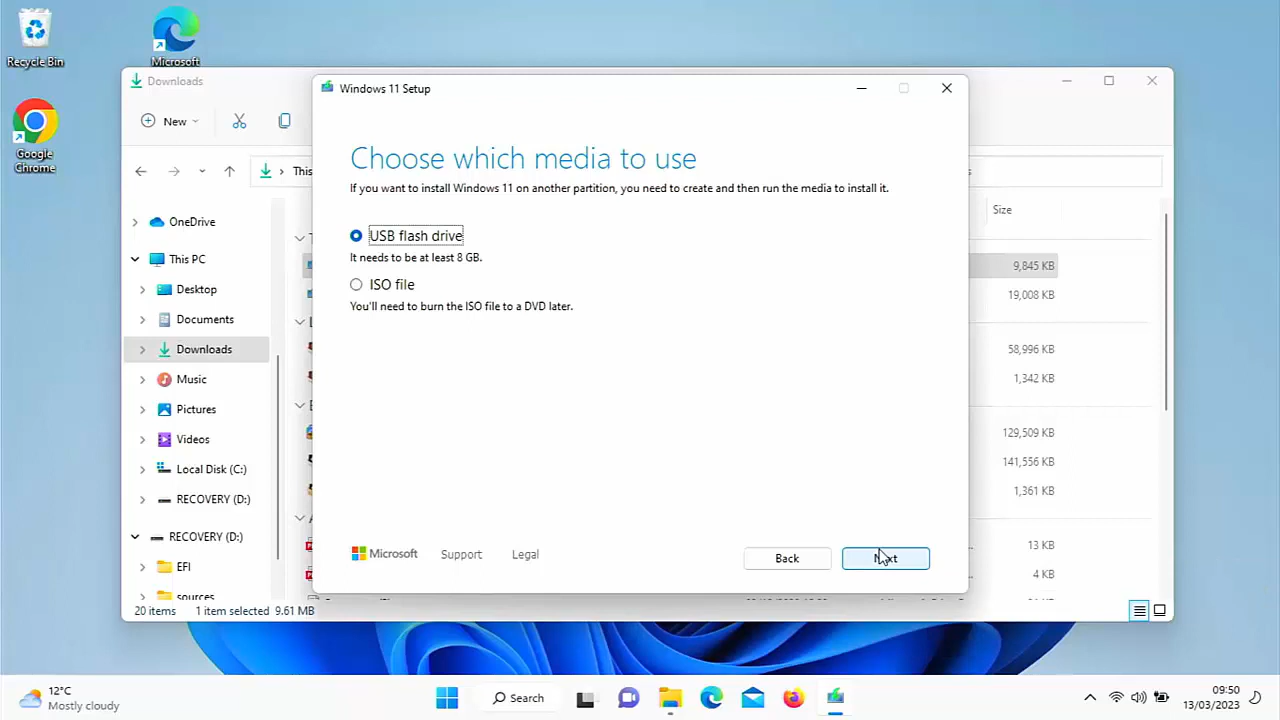 Recycle Bin
Microsoft
Google
Chrome
Downloads
New
This
OneDrive
This PC
Desktop
Documents
Downloads
Music
Pictures
Videos
Local Disk (C:)
RECOVERY (D:)
RECOVERY (D:)
EFI
sources
20 items 1 item selected 9.61 MB
Windows 11 Setup
Choose which media to use
If you want to install Windows 11 on another partition, you need to create and then run the media to install it.
USB flash drive
It needs to be at least 8 GB.
ISO file
You'll need to burn the ISO file to a DVD later.
Microsoft Support Legal
Back
Next
Size
9,845 KB
19,008 KB
58,996 KB
1,342 KB
129,509 KB
141,556 KB
1,361 KB
13 KB
4 KB
12°C
Mostly cloudy
Search
09:50
13/03/2023